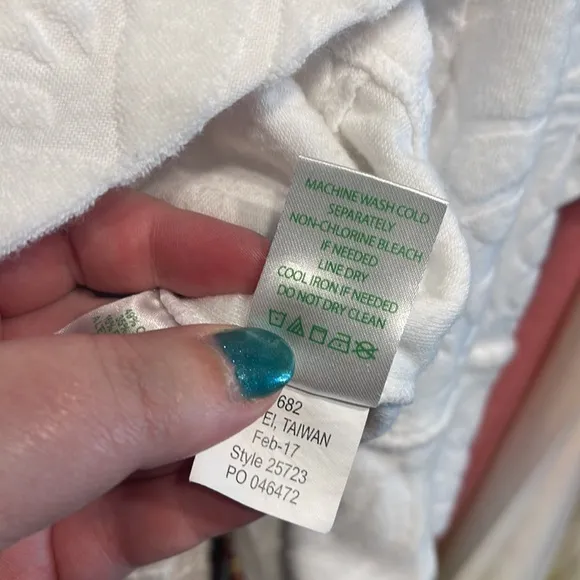 MACHINE WASH COLD
SEPARATELY
NON-CHLORINE BLEACH
IF NEEDED
LINE DRY
COOL IRON IF NEEDED
DO NOT DRY CLEAN
682
EI, TAIWAN
Feb-17
Style 25723
PO 046472